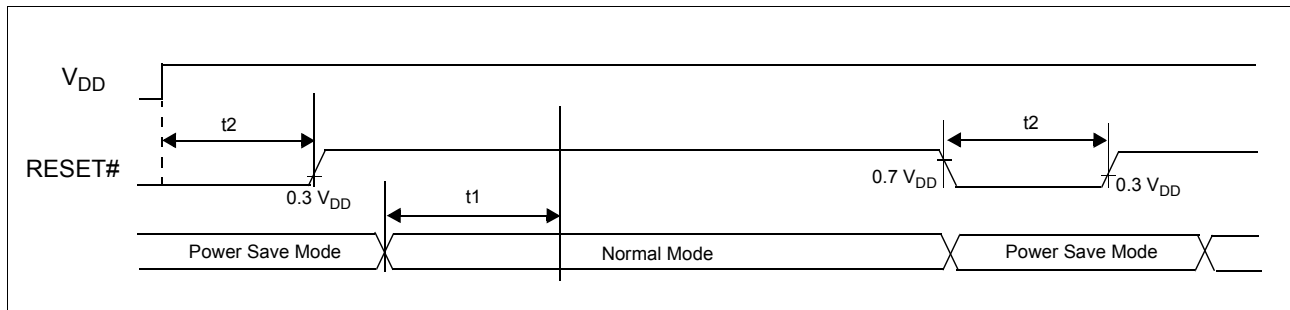 VDD
t2
t2
RESET#
0.3 VDD
0.7 VDD
0.3 VDD
t1
Power Save Mode
Normal Mode
Power Save Mode